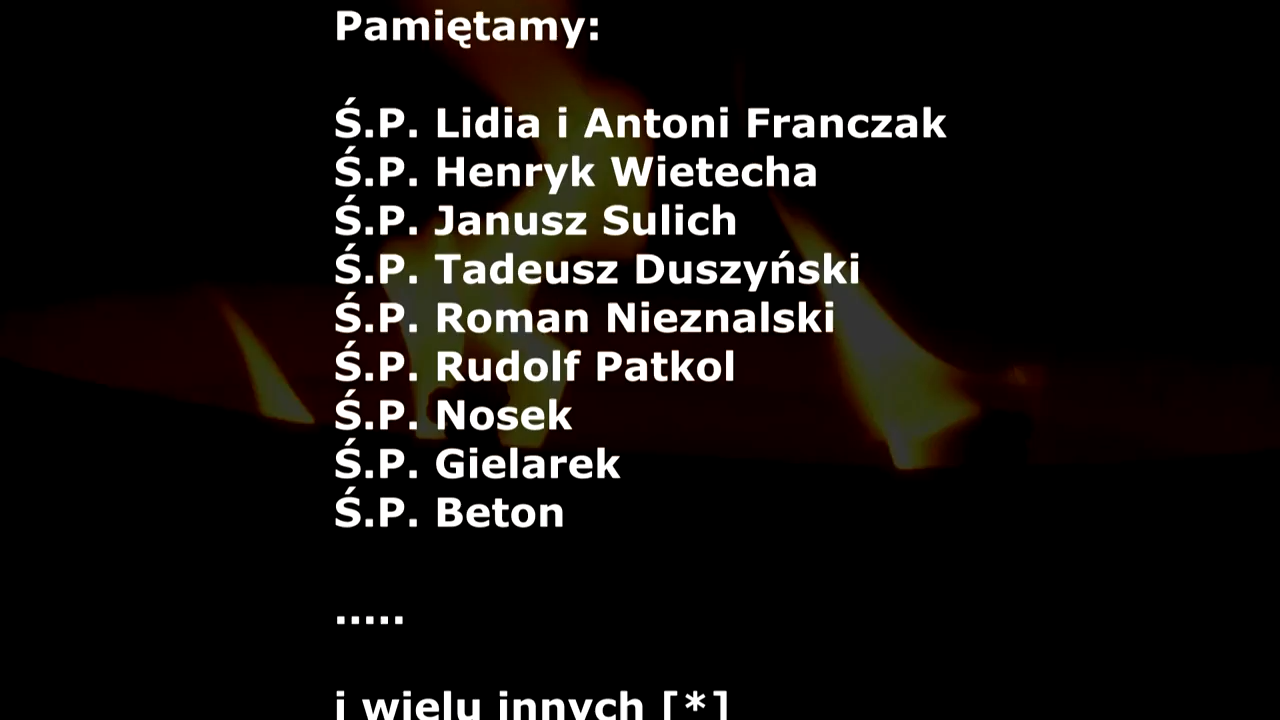 Pamiętamy:
Ś.P. Lidia i Antoni Franczak
Ś.P. Henryk Wietecha
Ś.P. Janusz Sulich
Ś.P. Tadeusz Duszyński
Ś.P. Roman Nieznalski
Ś.P. Rudolf Patkol
Ś.P. Nosek
Ś.P. Gielarek
Ś.P. Beton
.....
i wielu innych [*]